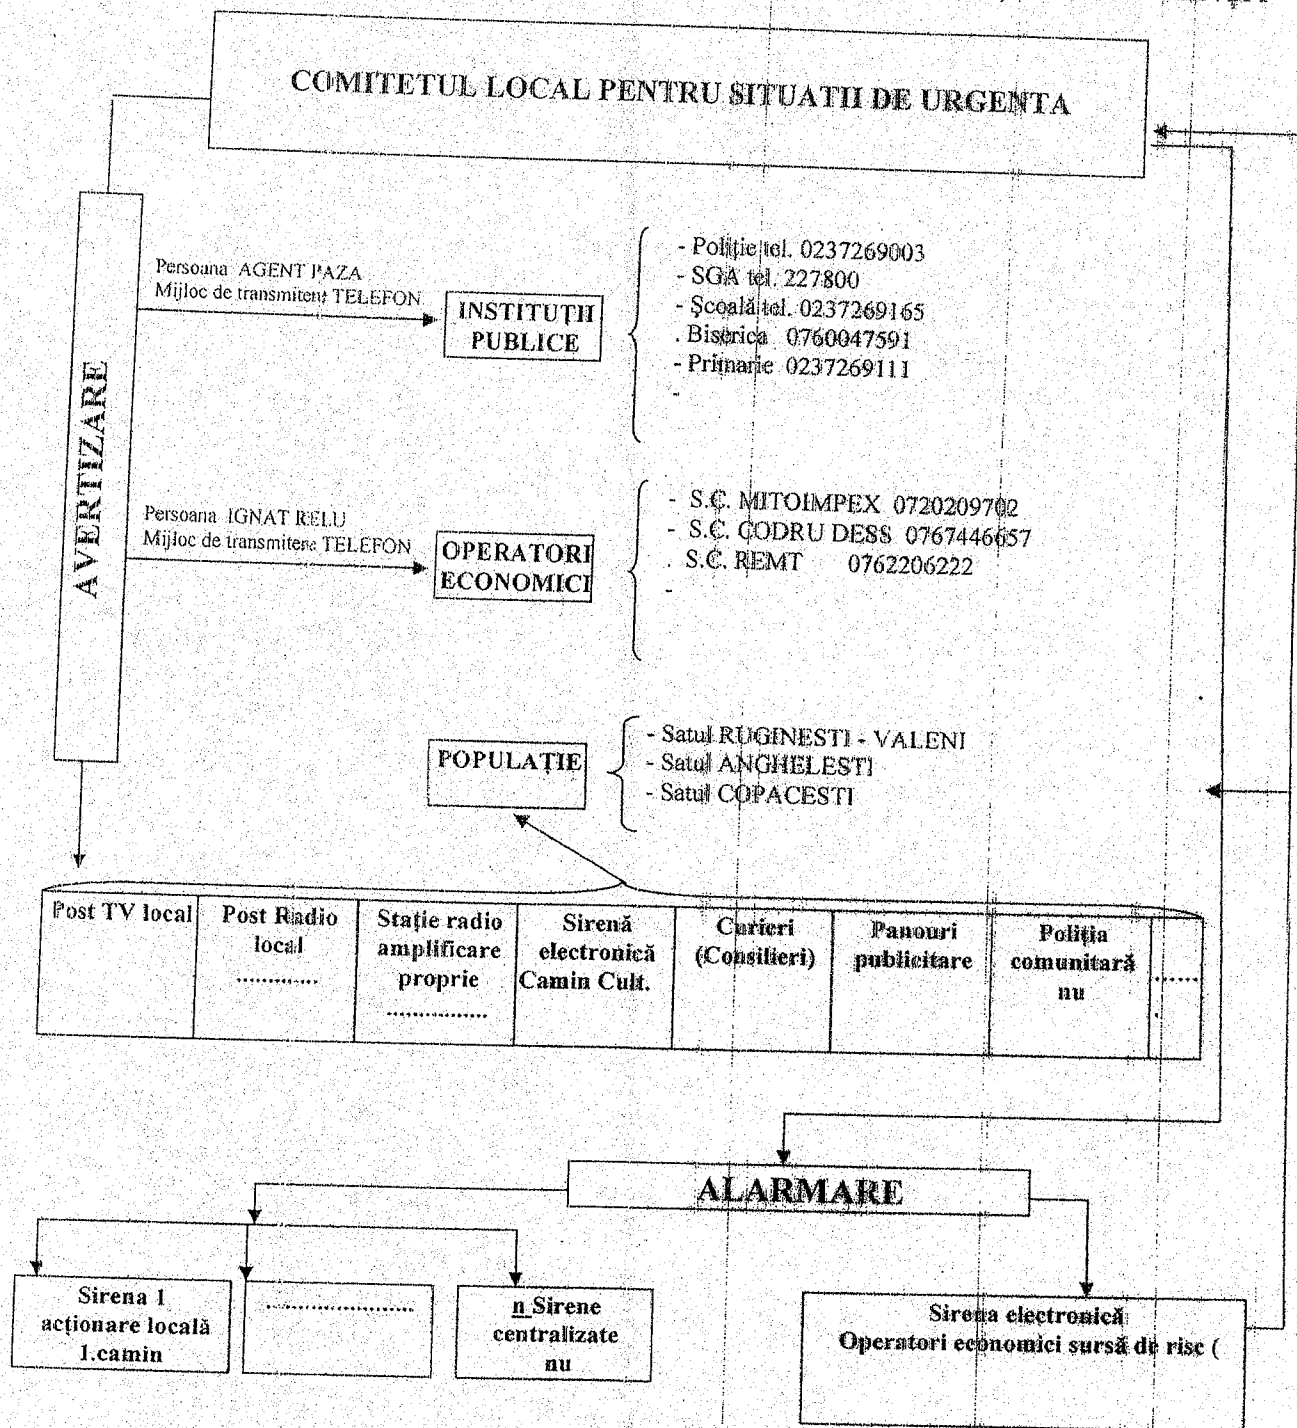 COMITETUL LOCAL PENTRU SITUATII DE URGENTA
AVERTIZARE
Persoana AGENT PAZA
Mijloc de transmitere TELEFON
INSTITUŢII
PUBLICE
- Poliţie tel. 0237269003
- SGA tel. 227800
- Şcoală tel. 0237269165
. Biserica 0760047591
- Primarie 0237269111
-
Persoana IGNAT RELU
Mijloc de transmitere TELEFON
OPERATORI
ECONOMICI
- S.C. MITOIMPEX 0720209702
- S.C. CODRU DESS 0767446657
. S.C. REMT 0762206222
-
POPULAŢIE
- Satul RUGINESTI - VALENI
- Satul ANGHELESTI
- Satul COPACESTI
Post TV local
Post Radio
local
.............
Staţie radio
amplificare
proprie
................
Sirenă
electronică
Camin Cult.
Curieri
(Consilieri)
Panouri
publicitare
Poliţia
comunitară
nu
.......
.
ALARMARE
Sirena 1
acţionare locală
1.camin
.......................
n Sirene
centralizate
nu
Sirena electronică
Operatori economici sursă de risc (